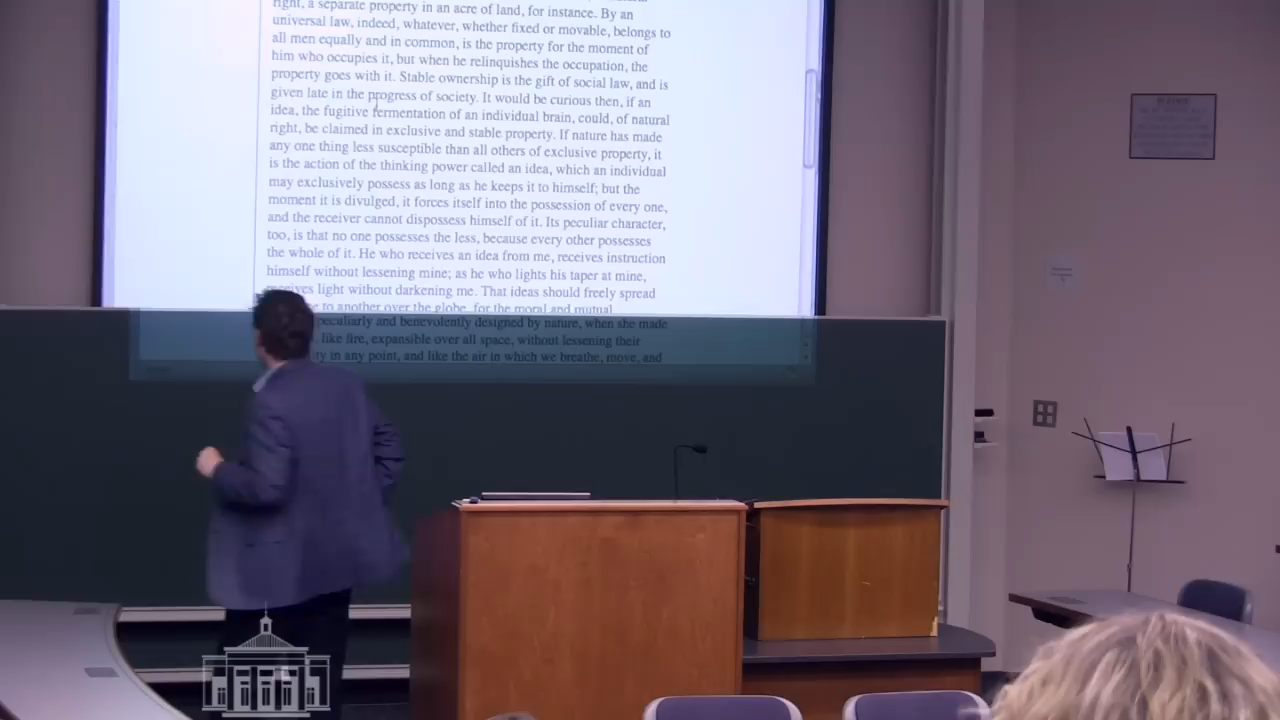 right, a separate property in an acre of land, for instance. By an
universal law, indeed, whatever, whether fixed or movable, belongs to
all men equally and in common, is the property for the moment of
him who occupies it, but when he relinquishes the occupation, the
property goes with it. Stable ownership is the gift of social law, and is
given late in the progress of society. It would be curious then, if an
idea, the fugitive fermentation of an individual brain, could, of natural
right, be claimed in exclusive and stable property. If nature has made
any one thing less susceptible than all others of exclusive property, it
is the action of the thinking power called an idea, which an individual
may exclusively possess as long as he keeps it to himself; but the
moment it is divulged, it forces itself into the possession of every one,
and the receiver cannot dispossess himself of it. Its peculiar character,
too, is that no one possesses the less, because every other possesses
the whole of it. He who receives an idea from me, receives instruction
himself without lessening mine; as he who lights his taper at mine,
receives light without darkening me. That ideas should freely spread
to another over the globe, for the moral and mutual
peculiarly and benevolently designed by nature, when she made
, like fire, expansible over all space, without lessening their
ty in any point, and like the air in which we breathe, move, and